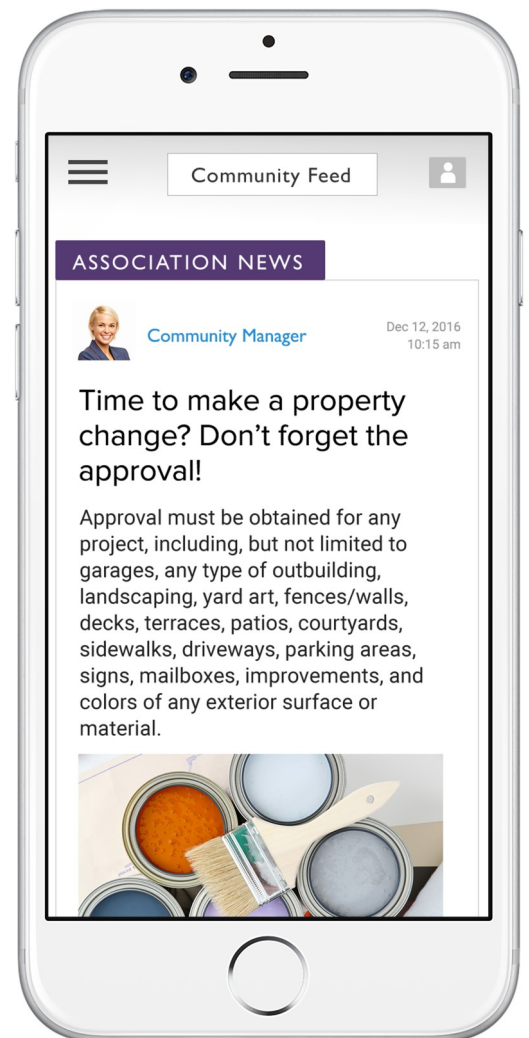 Community Feed
ASSOCIATION NEWS
Community Manager
Dec 12, 2016
10:15 am
Time to make a property
change? Don't forget the
approval!
Approval must be obtained for any
project, including, but not limited to
garages, any type of outbuilding,
landscaping, yard art, fences/walls,
decks, terraces, patios, courtyards,
sidewalks, driveways, parking areas,
signs, mailboxes, improvements, and
colors of any exterior surface or
material.